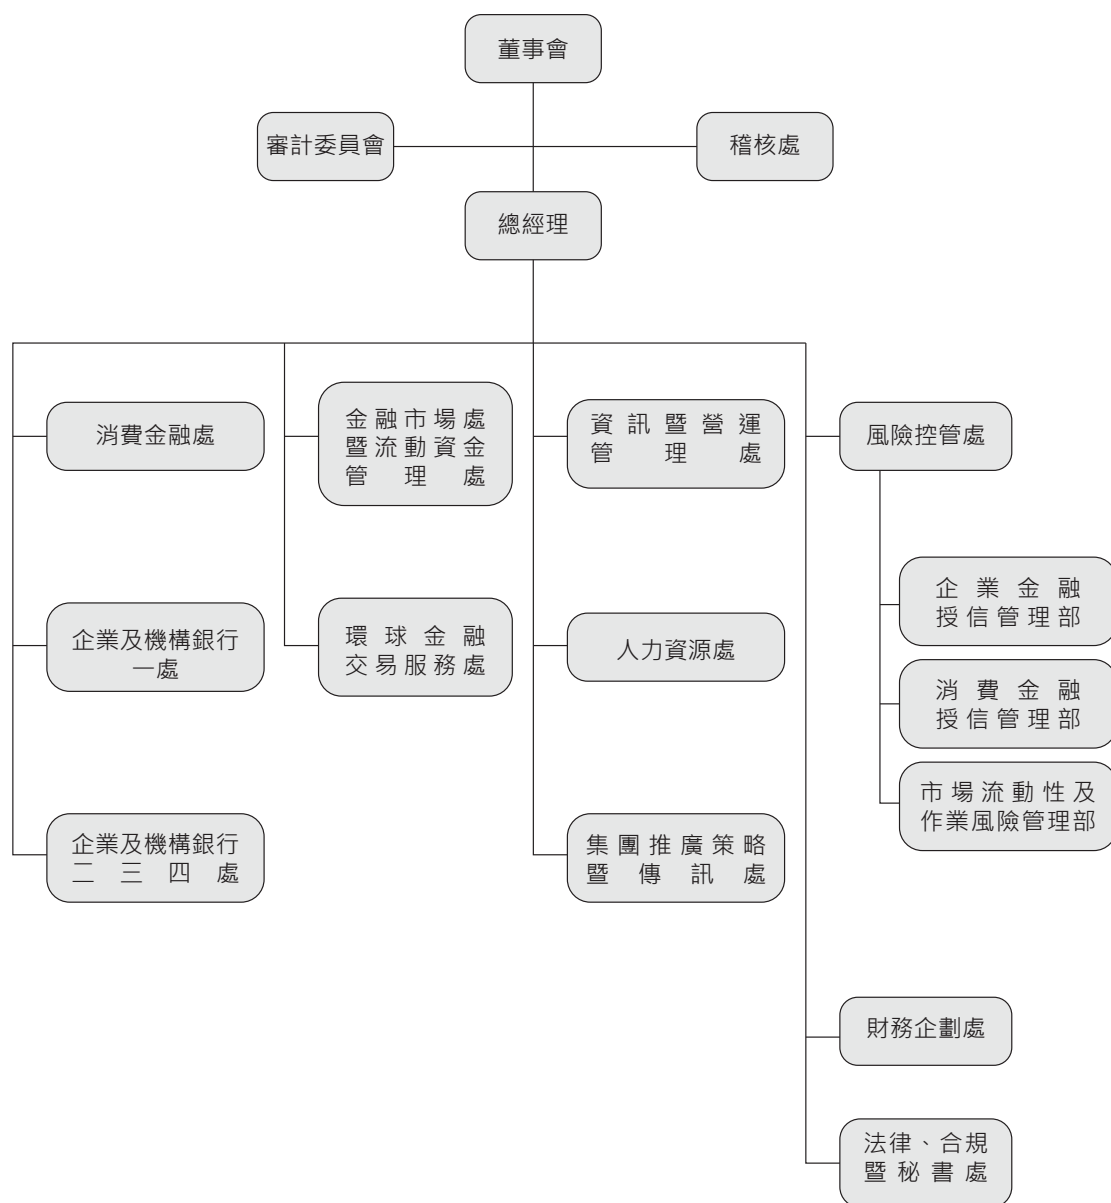 董事會
審計委員會
稽核處
總經理
消費金融處
企業及機構銀行
一處
企業及機構銀行
二三四處
金融市場處
暨流動資金
管理處
環球金融
交易服務處
資訊暨營運
管理處
人力資源處
集團推廣策略
暨傳訊處
風險控管處
企業金融
授信管理部
消費金融
授信管理部
市場流動性及
作業風險管理部
財務企劃處
法律、合規
暨秘書處